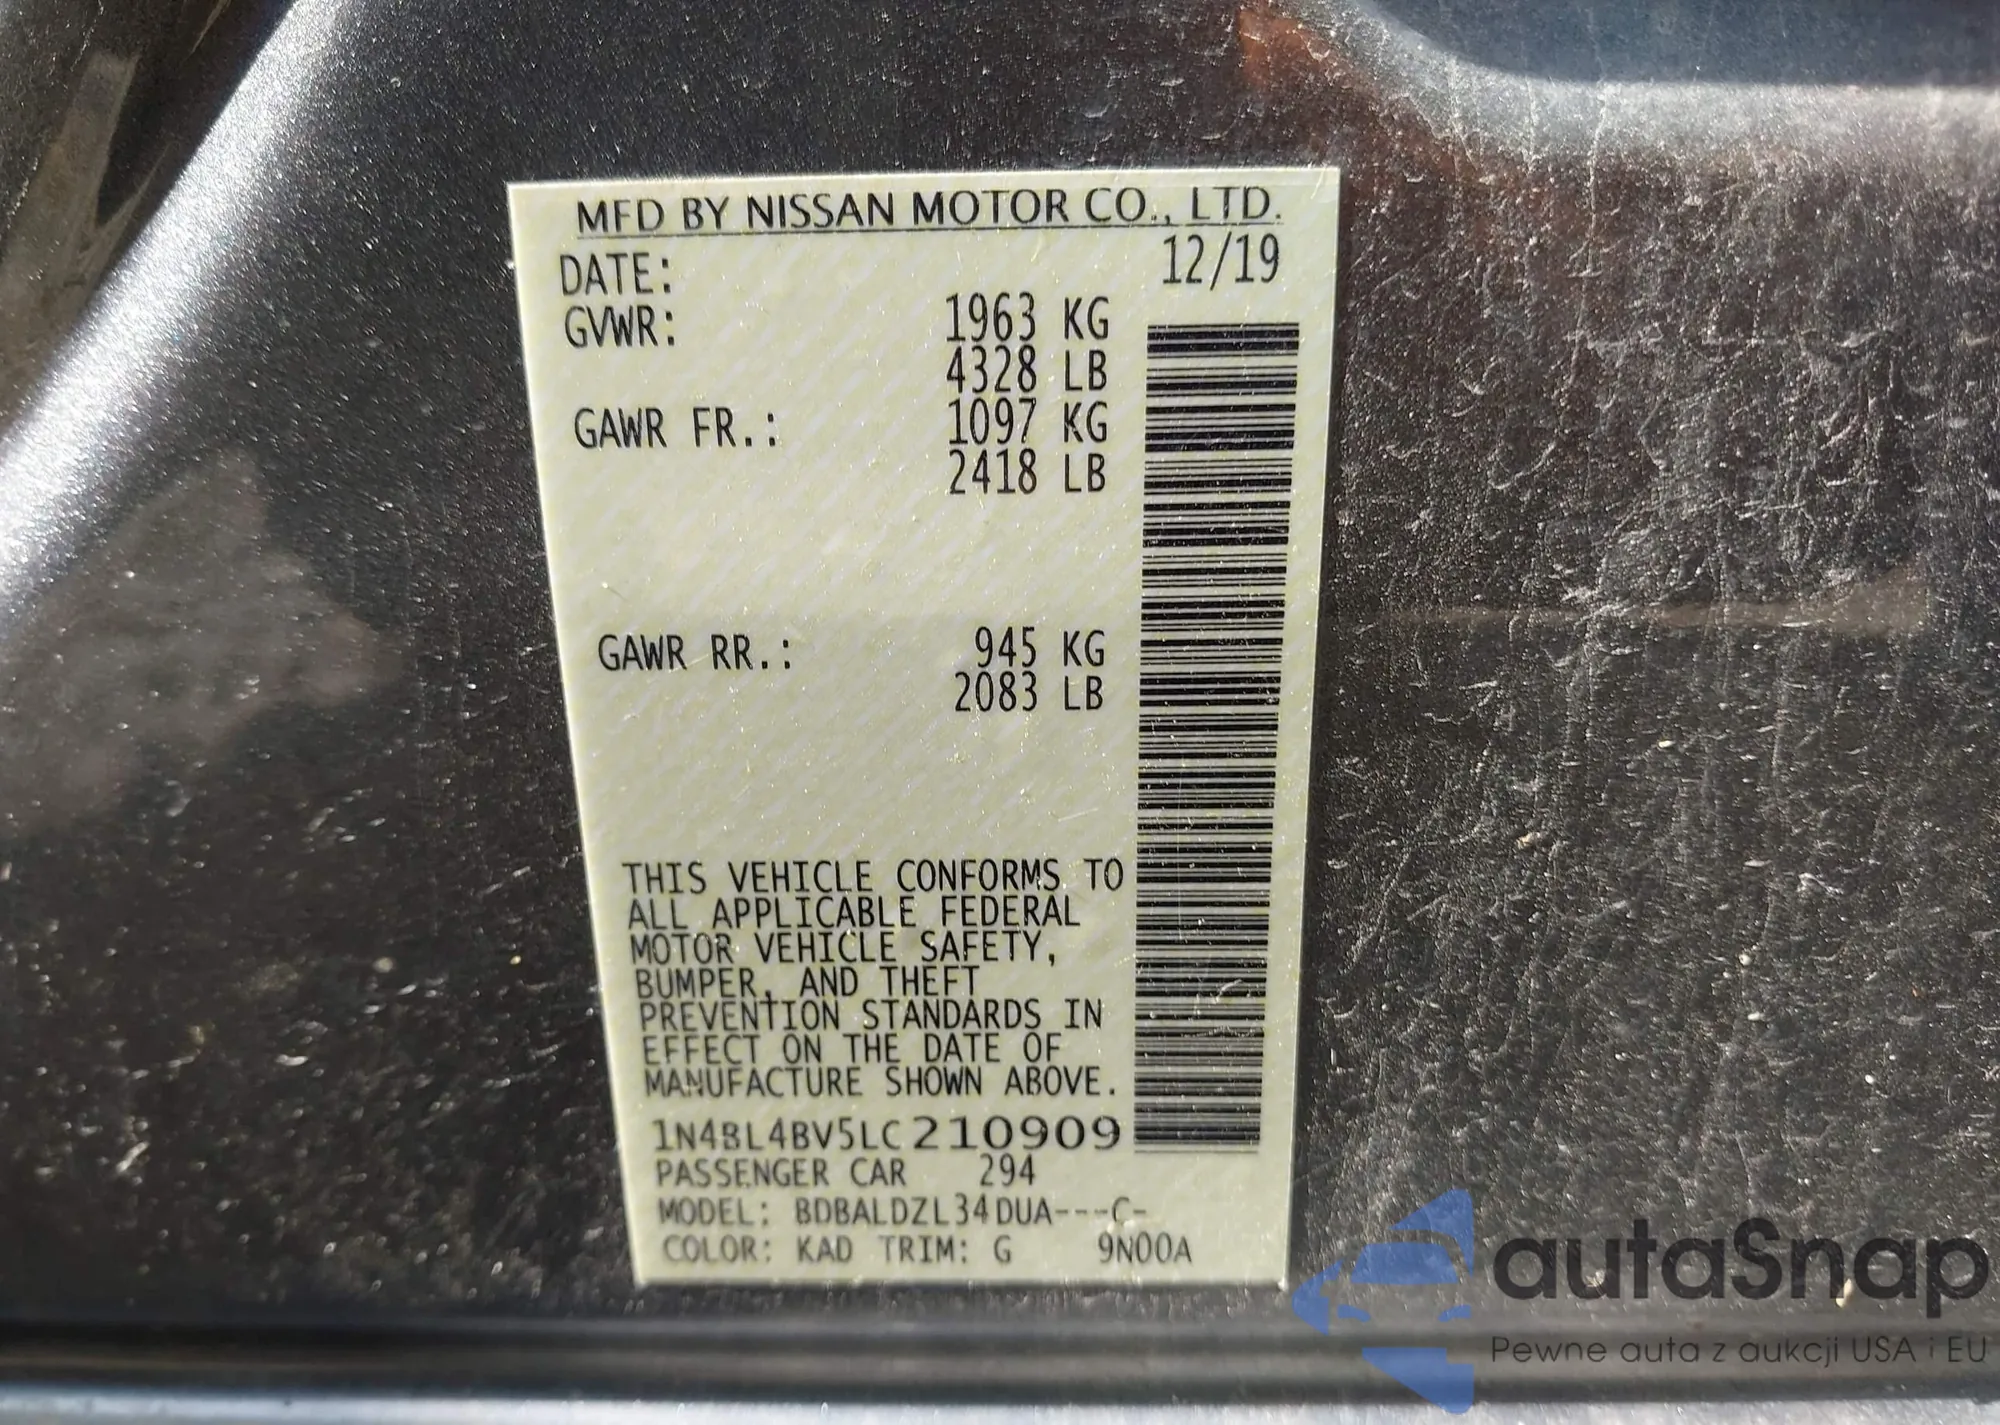 MFD BY NISSAN MOTOR CO., LTD.
DATE: 12/19
GVWR: 1963 KG
4328 LB
GAWR FR.: 1097 KG
2418 LB
GAWR RR.: 945 KG
2083 LB
THIS VEHICLE CONFORMS TO
ALL APPLICABLE FEDERAL
MOTOR VEHICLE SAFETY,
BUMPER, AND THEFT
PREVENTION STANDARDS IN
EFFECT ON THE DATE OF
MANUFACTURE SHOWN ABOVE.
1N4BL4BV5LC210909
PASSENGER CAR 294
MODEL: BDBALDZL34DUA---C-
COLOR: KAD TRIM: G 9N00A
autaSnap
Pewne auta z aukcji USA i EU